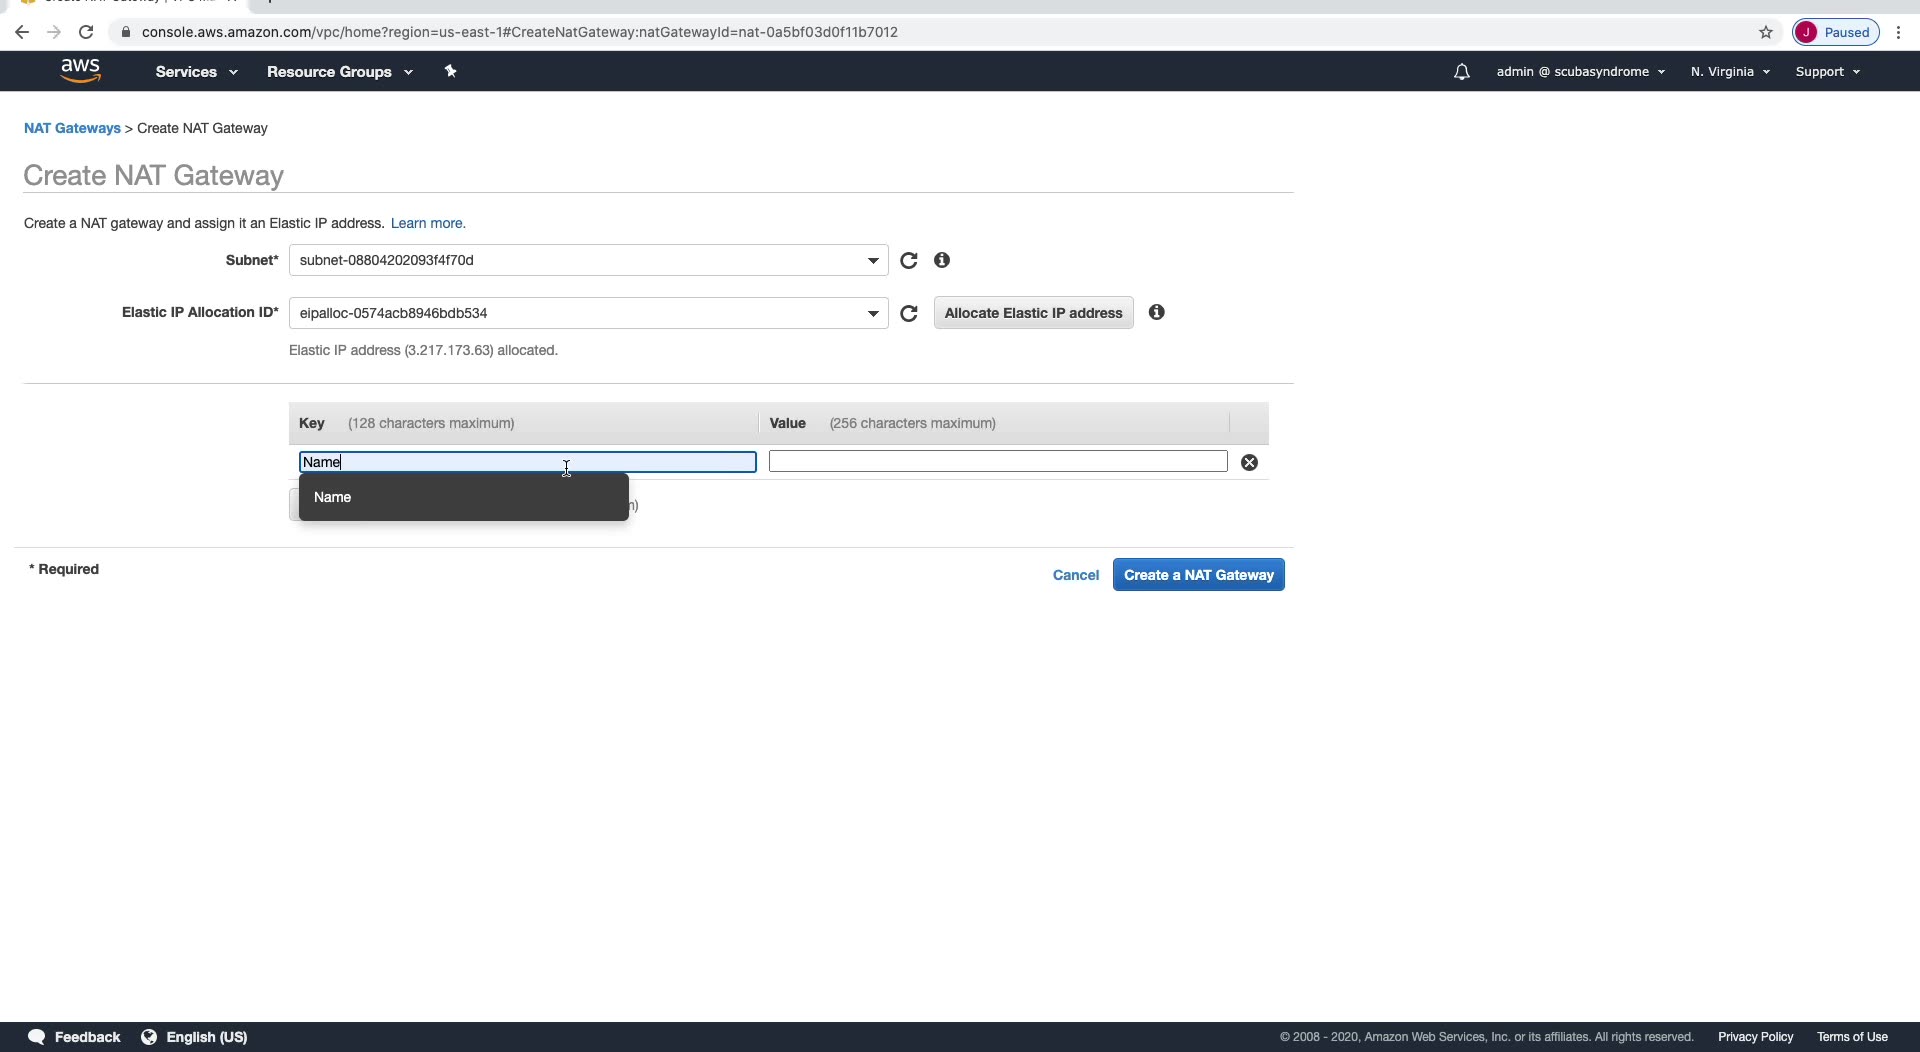 console.aws.amazon.com/vpc/home?region=us-east-1#CreateNatGateway:natGatewayId=nat-0a5bf03d0f11b7012
J Paused
aws Services Resource Groups admin @ scubasyndrome N. Virginia Support
NAT Gateways > Create NAT Gateway
Create NAT Gateway
Create a NAT gateway and assign it an Elastic IP address. Learn more.
Subnet* subnet-08804202093f4f70d
Elastic IP Allocation ID* eipalloc-0574acb8946bdb534 Allocate Elastic IP address
Elastic IP address (3.217.173.63) allocated.
Key (128 characters maximum) Value (256 characters maximum)
Name
Name
* Required
Cancel Create a NAT Gateway
Feedback English (US) © 2008 - 2020, Amazon Web Services, Inc. or its affiliates. All rights reserved. Privacy Policy Terms of Use